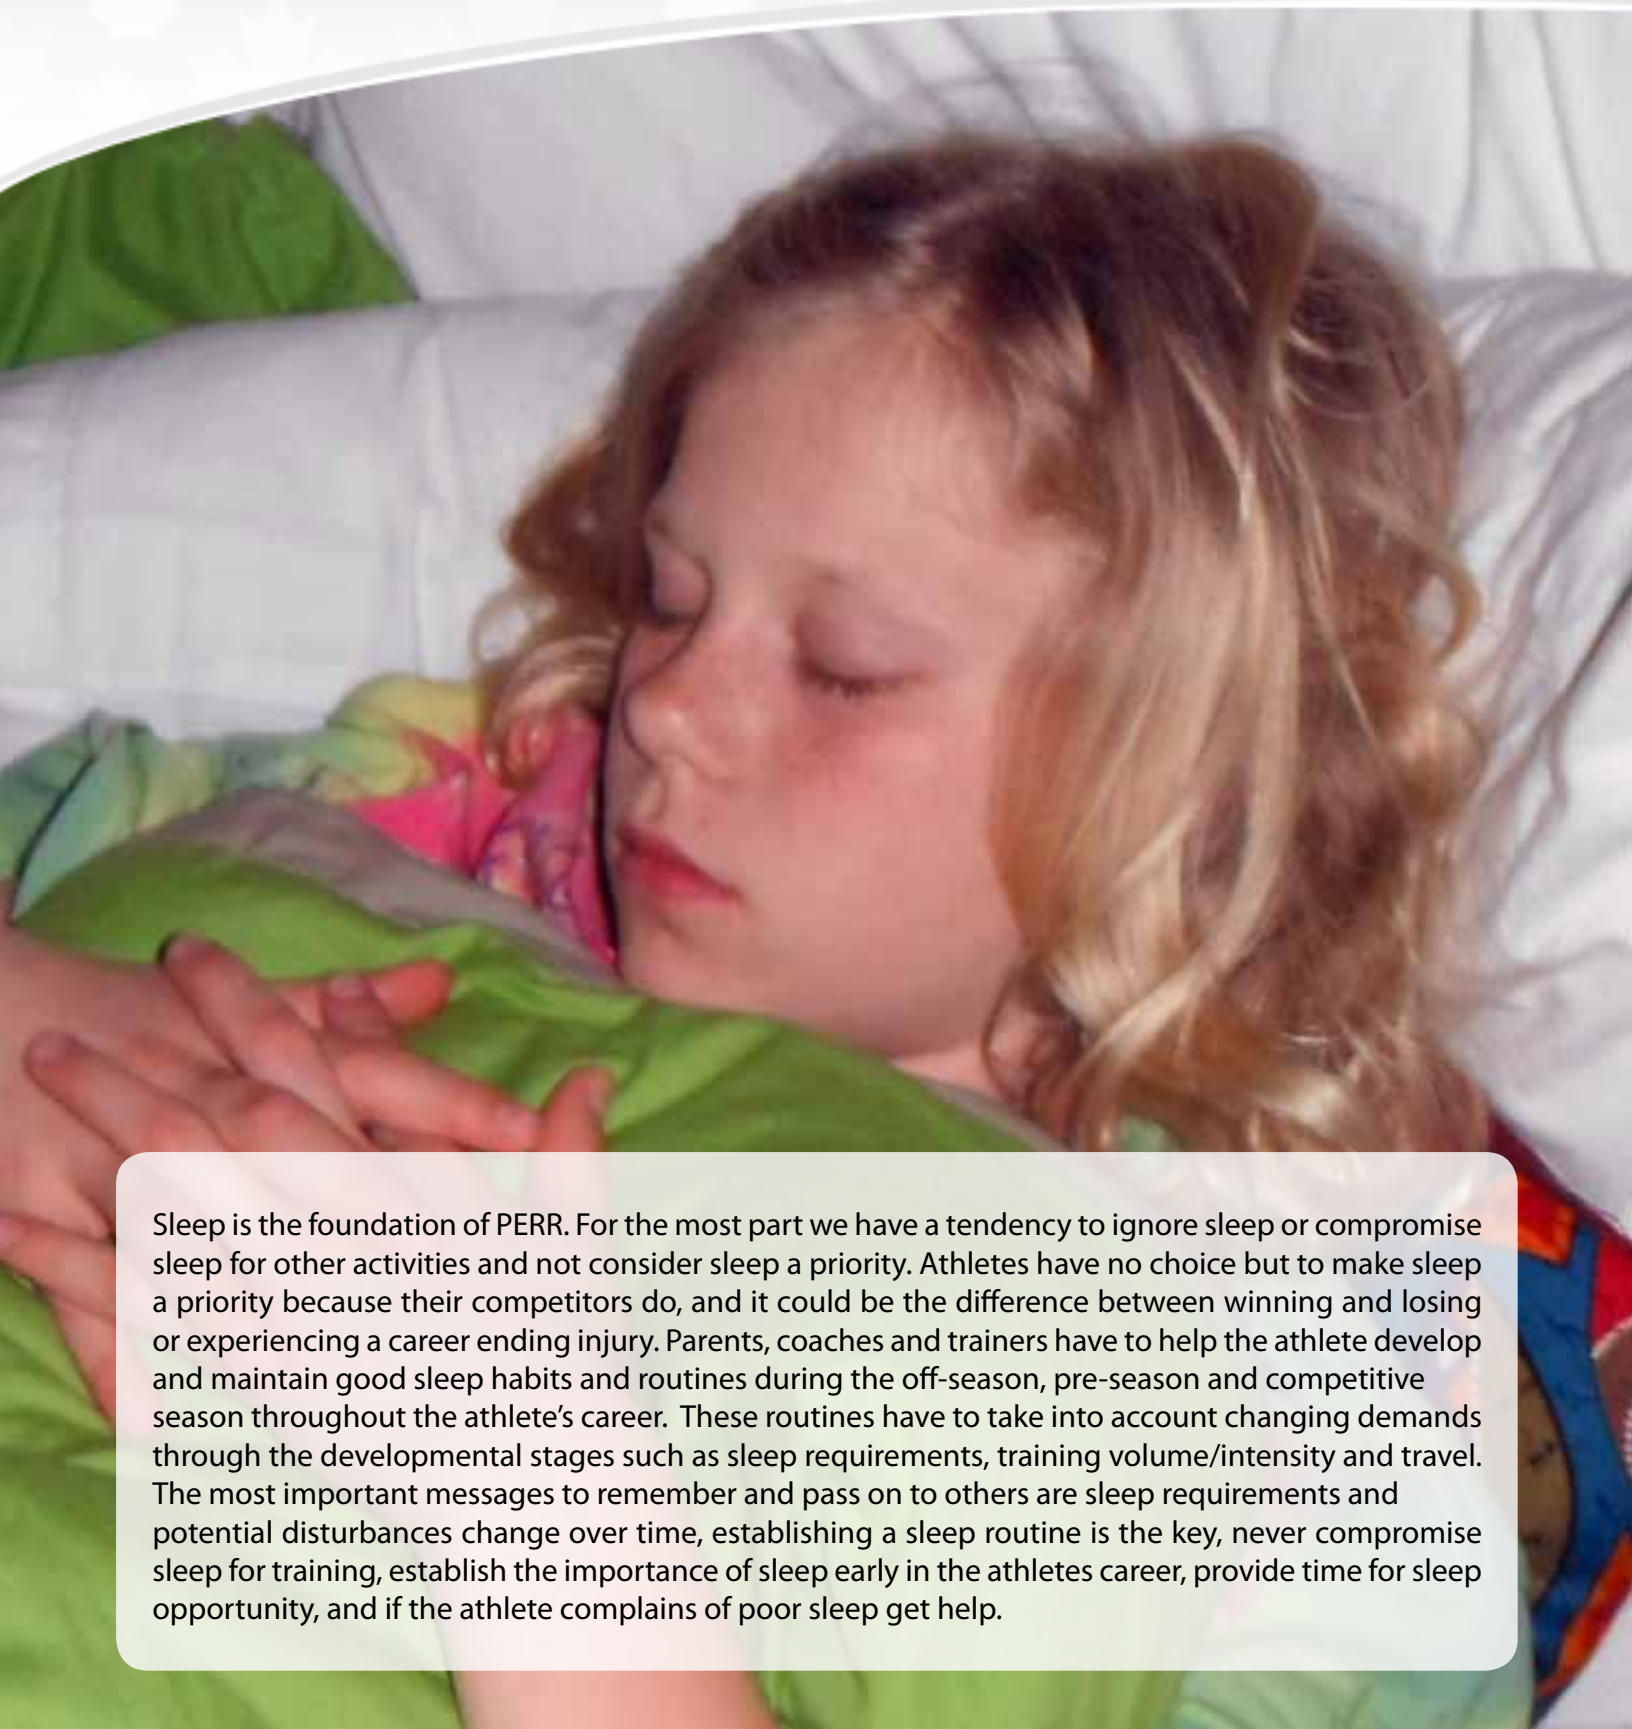 Sleep is the foundation of PERR. For the most part we have a tendency to ignore sleep or compromise
sleep for other activities and not consider sleep a priority. Athletes have no choice but to make sleep
a priority because their competitors do, and it could be the difference between winning and losing
or experiencing a career ending injury. Parents, coaches and trainers have to help the athlete develop
and maintain good sleep habits and routines during the off-season, pre-season and competitive
season throughout the athlete’s career.  These routines have to take into account changing demands
through the developmental stages such as sleep requirements, training volume/intensity and travel.
The most important messages to remember and pass on to others are sleep requirements and
potential disturbances change over time, establishing a sleep routine is the key, never compromise
sleep for training, establish the importance of sleep early in the athletes career, provide time for sleep
opportunity, and if the athlete complains of poor sleep get help.